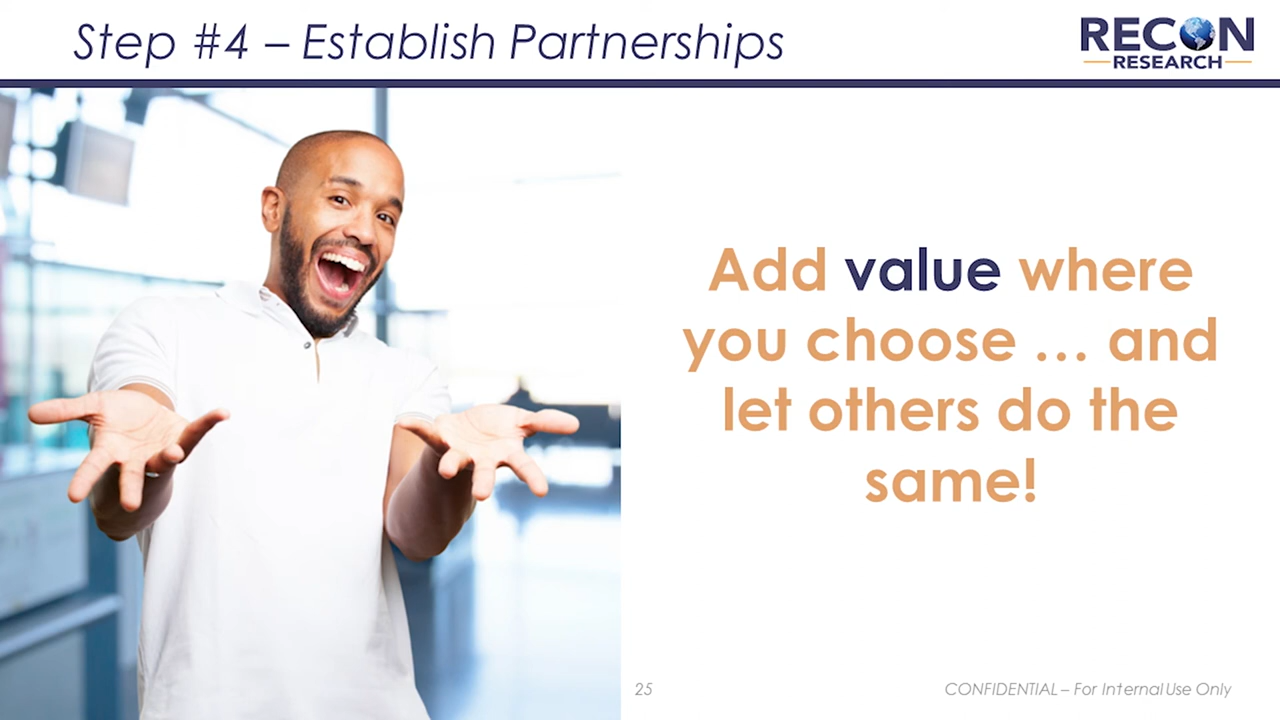 Step #4 – Establish Partnerships
RECON
RESEARCH
Add value where
you choose … and
let others do the
same!
25
CONFIDENTIAL – For Internal Use Only